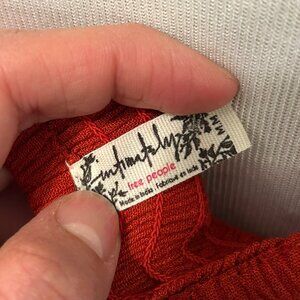 intimately
free people
Made in India . Fabriqué en Inde
M